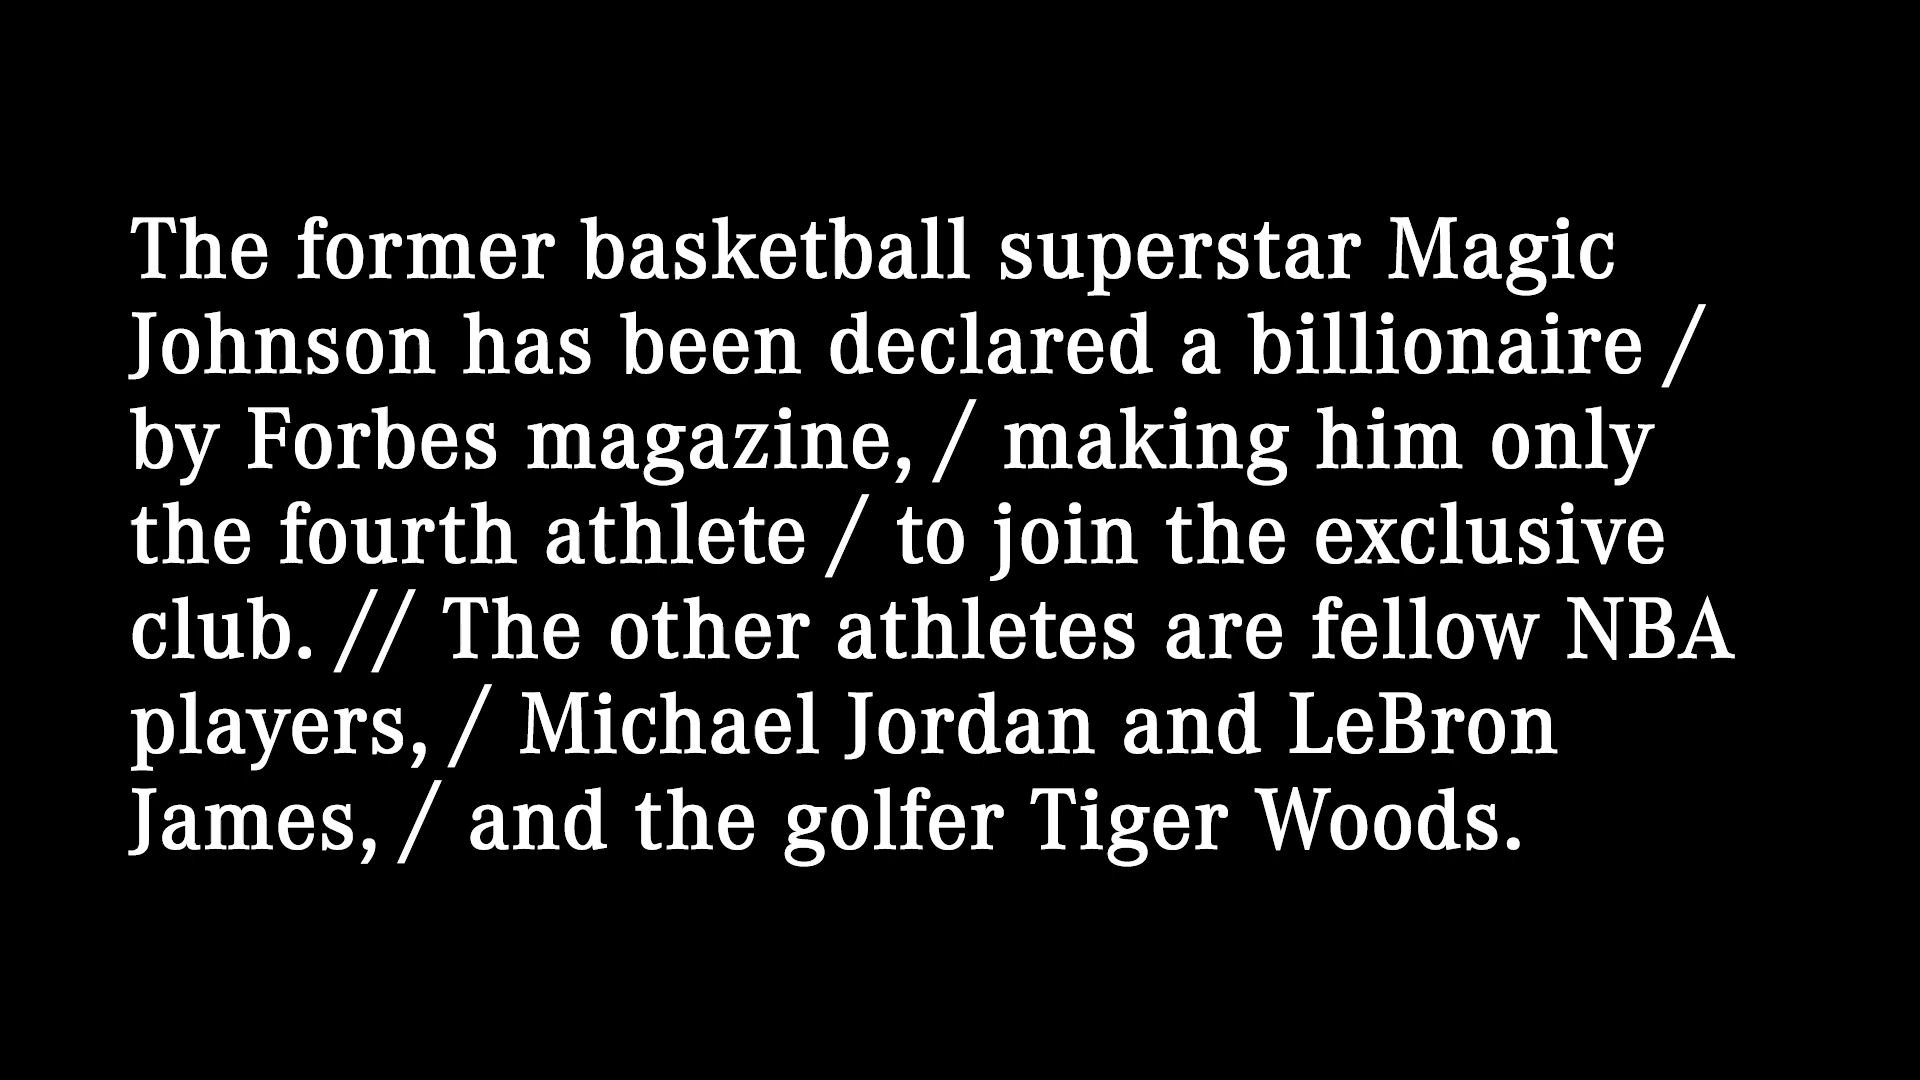 The former basketball superstar Magic
Johnson has been declared a billionaire /
by Forbes magazine, / making him only
the fourth athlete / to join the exclusive
club. // The other athletes are fellow NBA
players, / Michael Jordan and LeBron
James, / and the golfer Tiger Woods.